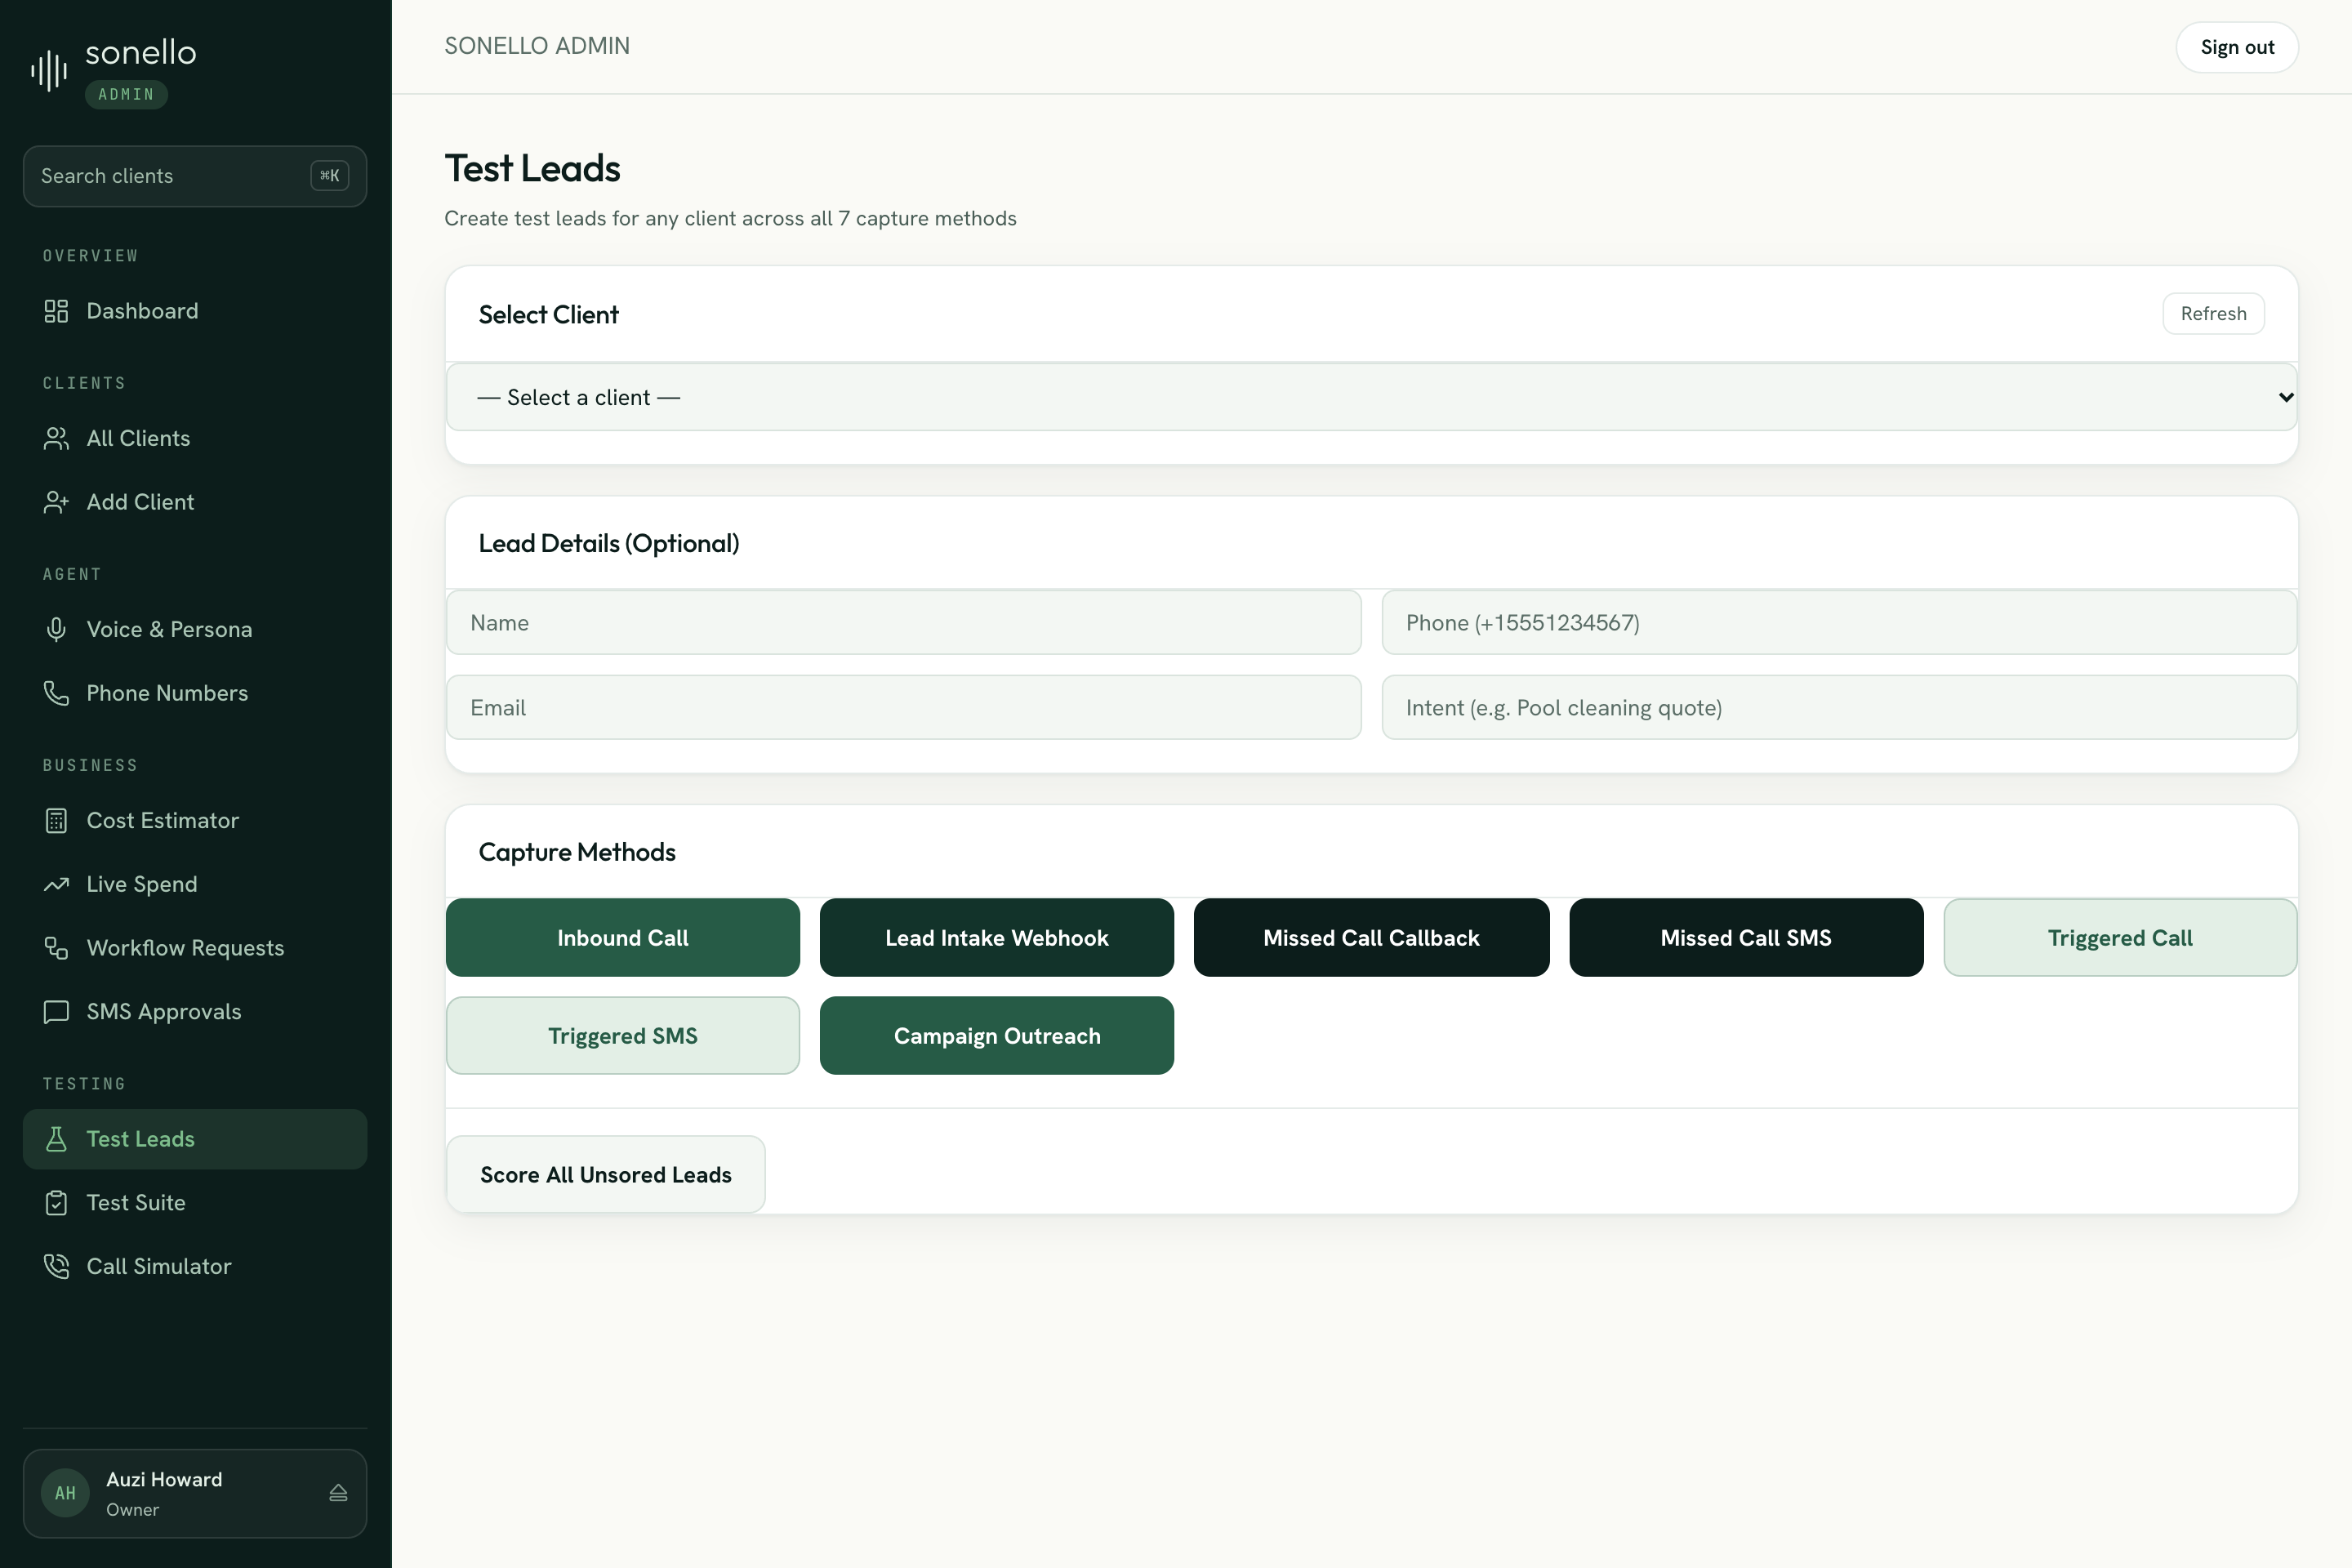 sonello
ADMIN
Search clients ⌘K
OVERVIEW
Dashboard
CLIENTS
All Clients
Add Client
AGENT
Voice & Persona
Phone Numbers
BUSINESS
Cost Estimator
Live Spend
Workflow Requests
SMS Approvals
TESTING
Test Leads
Test Suite
Call Simulator
AH
Auzi Howard
Owner
SONELLO ADMIN
Sign out
Test Leads
Create test leads for any client across all 7 capture methods
Select Client
Refresh
— Select a client —
Lead Details (Optional)
Name
Phone (+15551234567)
Email
Intent (e.g. Pool cleaning quote)
Capture Methods
Inbound Call
Lead Intake Webhook
Missed Call Callback
Missed Call SMS
Triggered Call
Triggered SMS
Campaign Outreach
Score All Unsored Leads